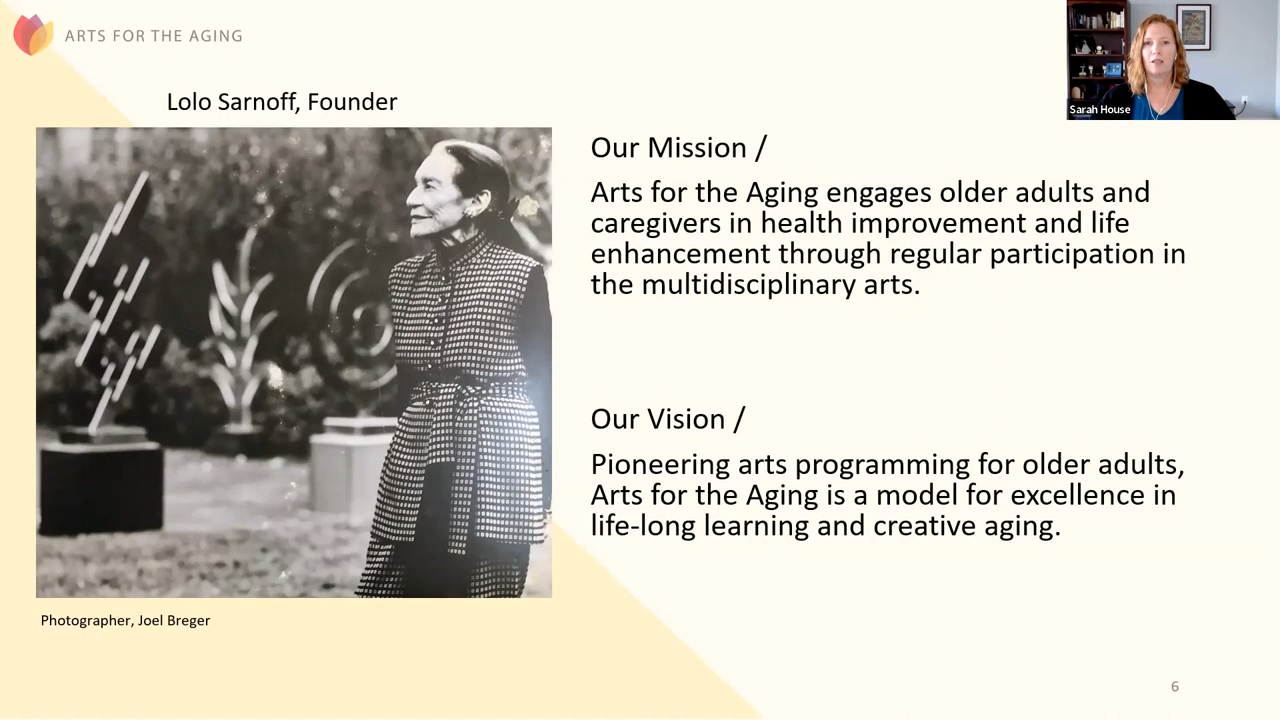 ARTS FOR THE AGING
Sarah House
Lolo Sarnoff, Founder
Our Mission /
Arts for the Aging engages older adults and
caregivers in health improvement and life
enhancement through regular participation in
the multidisciplinary arts.
Our Vision /
Pioneering arts programming for older adults,
Arts for the Aging is a model for excellence in
life-long learning and creative aging.
Photographer, Joel Breger
6